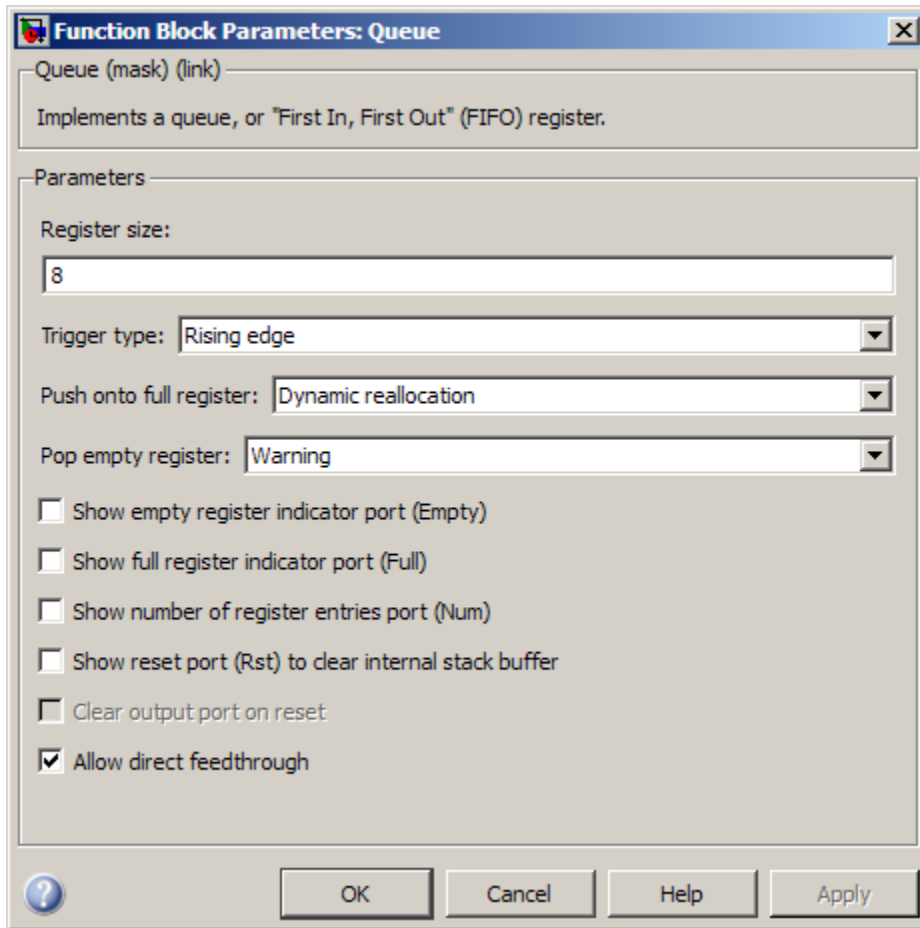 Function Block Parameters: Queue
Queue (mask) (link)
Implements a queue, or "First In, First Out" (FIFO) register.
Parameters
Register size:
8
Trigger type: Rising edge
Push onto full register: Dynamic reallocation
Pop empty register: Warning
Show empty register indicator port (Empty)
Show full register indicator port (Full)
Show number of register entries port (Num)
Show reset port (Rst) to clear internal stack buffer
Clear output port on reset
Allow direct feedthrough
? OK Cancel Help Apply